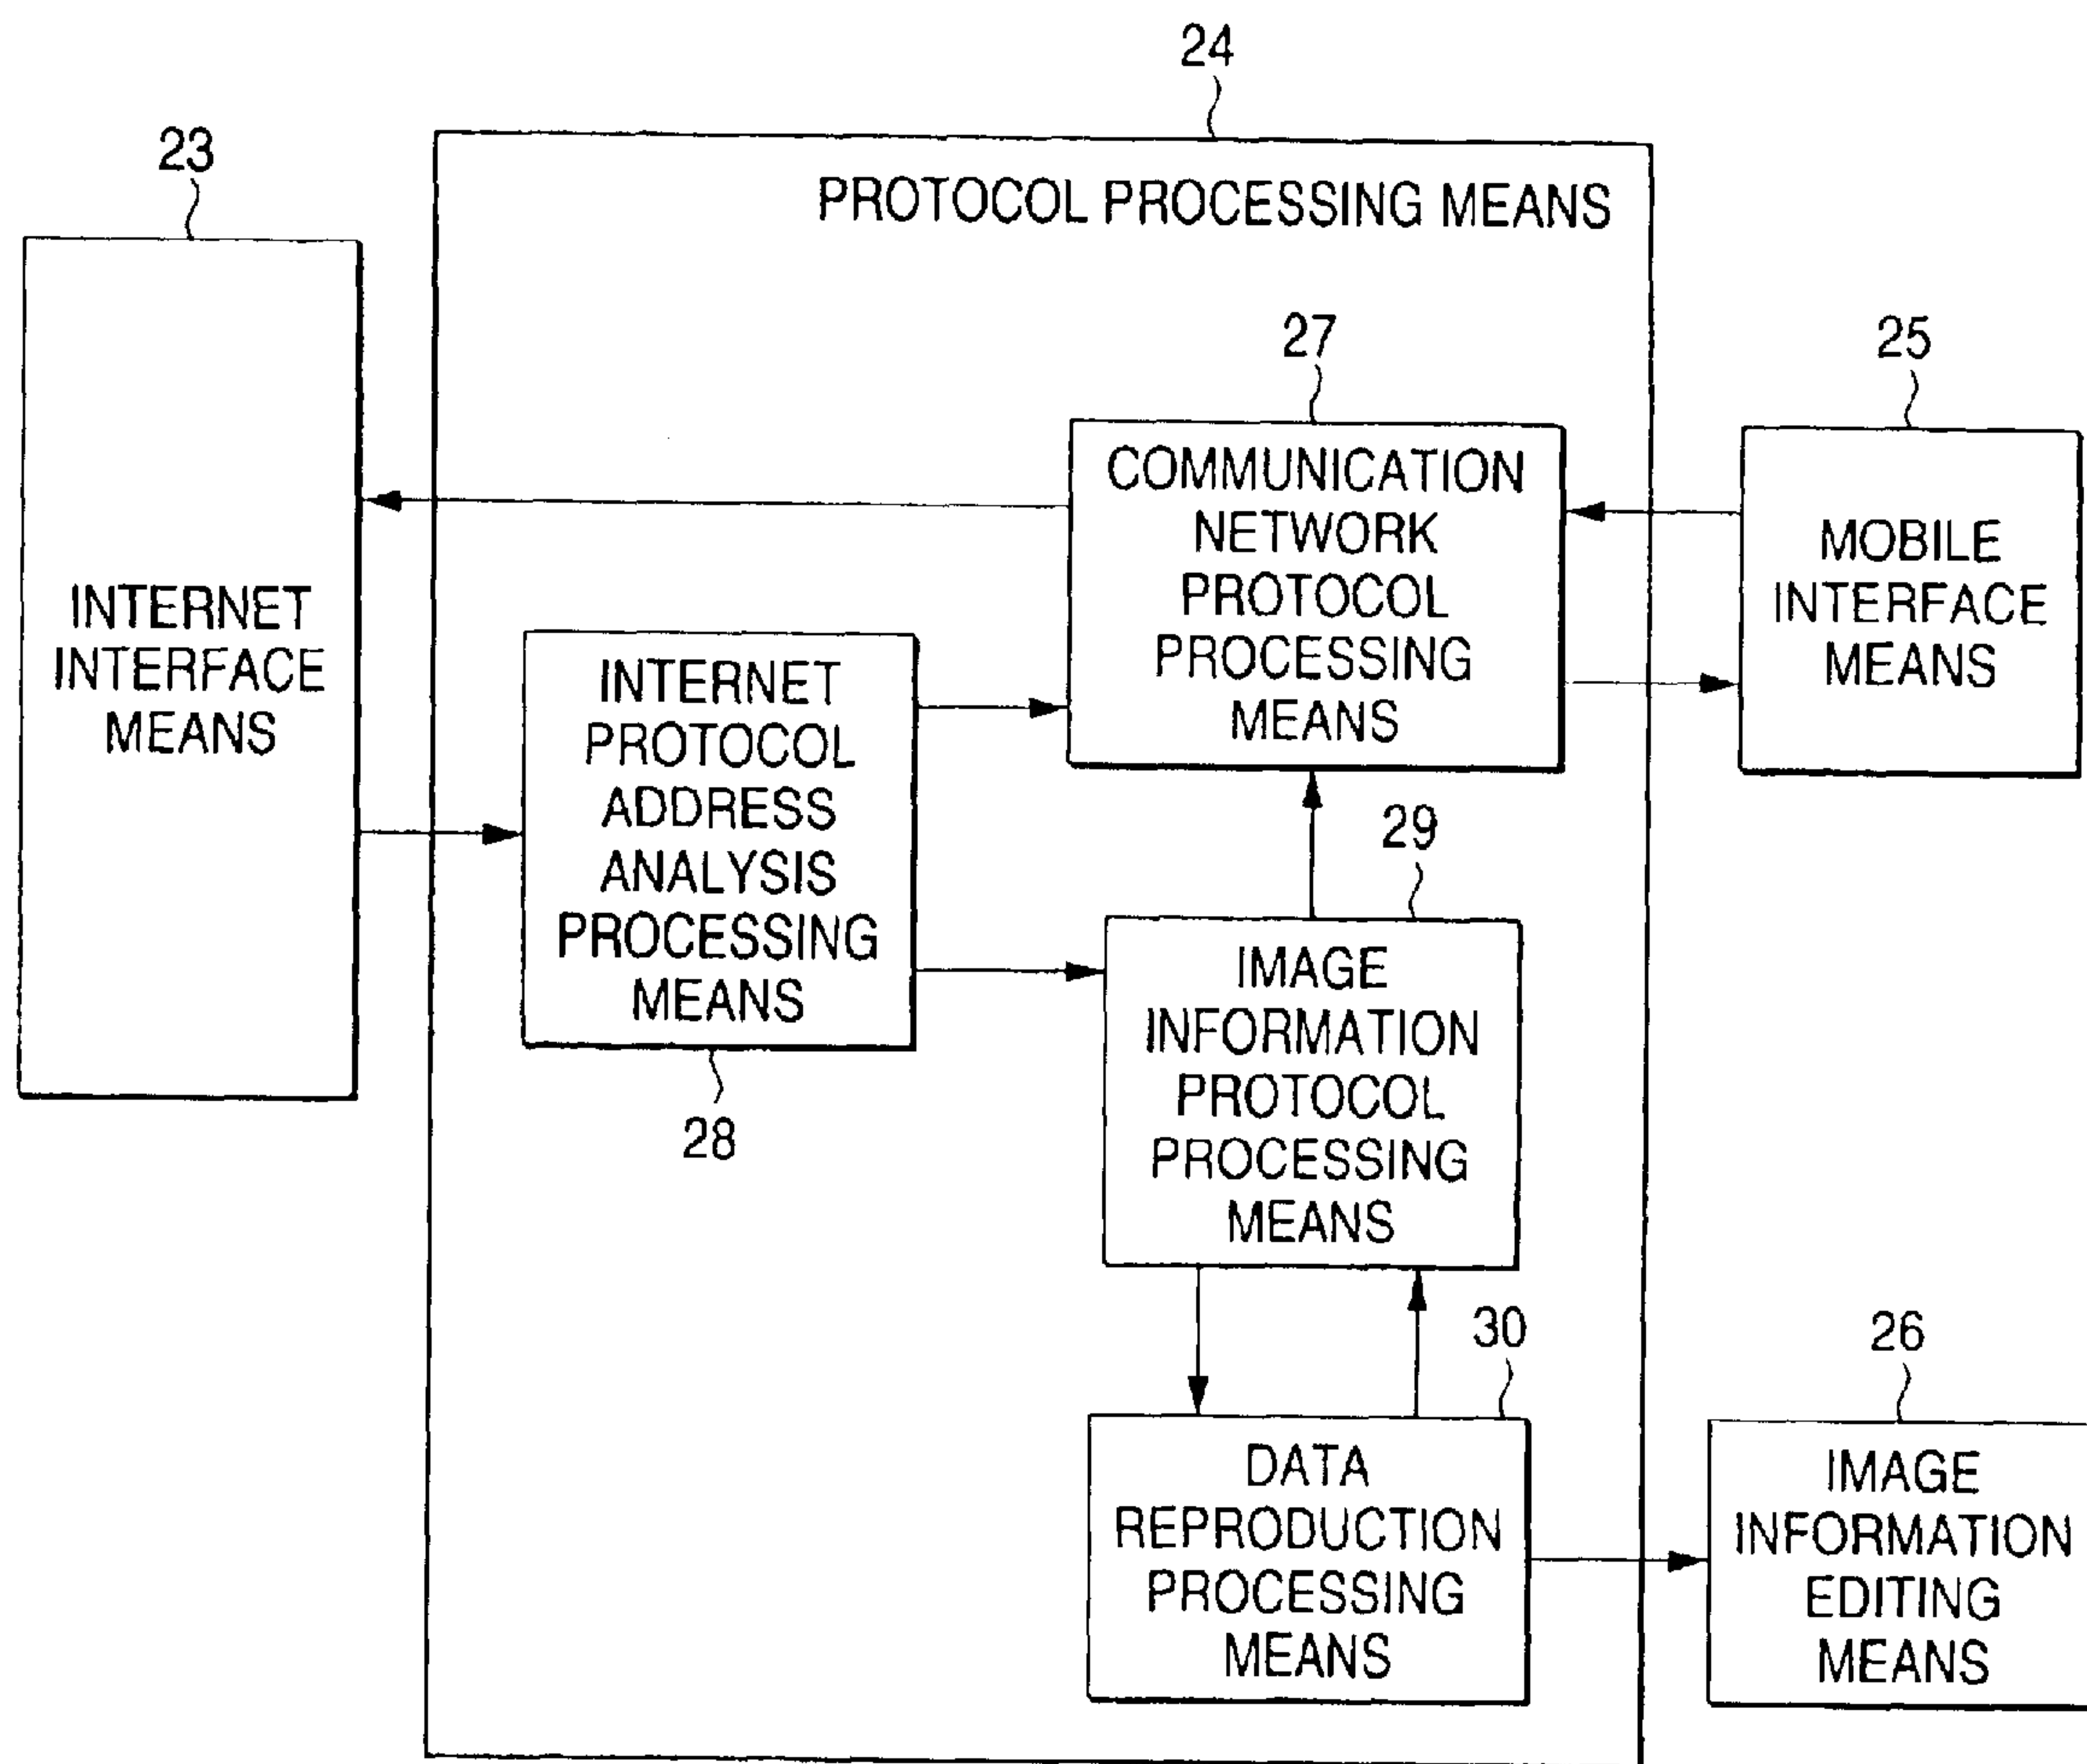 24
23
PROTOCOL PROCESSING MEANS
27
25
INTERNET
INTERFACE
MEANS
COMMUNICATION
NETWORK
PROTOCOL
PROCESSING
MEANS
MOBILE
INTERFACE
MEANS
INTERNET
PROTOCOL
ADDRESS
ANALYSIS
PROCESSING
MEANS
28
29
IMAGE
INFORMATION
PROTOCOL
PROCESSING
MEANS
30
26
DATA
REPRODUCTION
PROCESSING
MEANS
IMAGE
INFORMATION
EDITING
MEANS